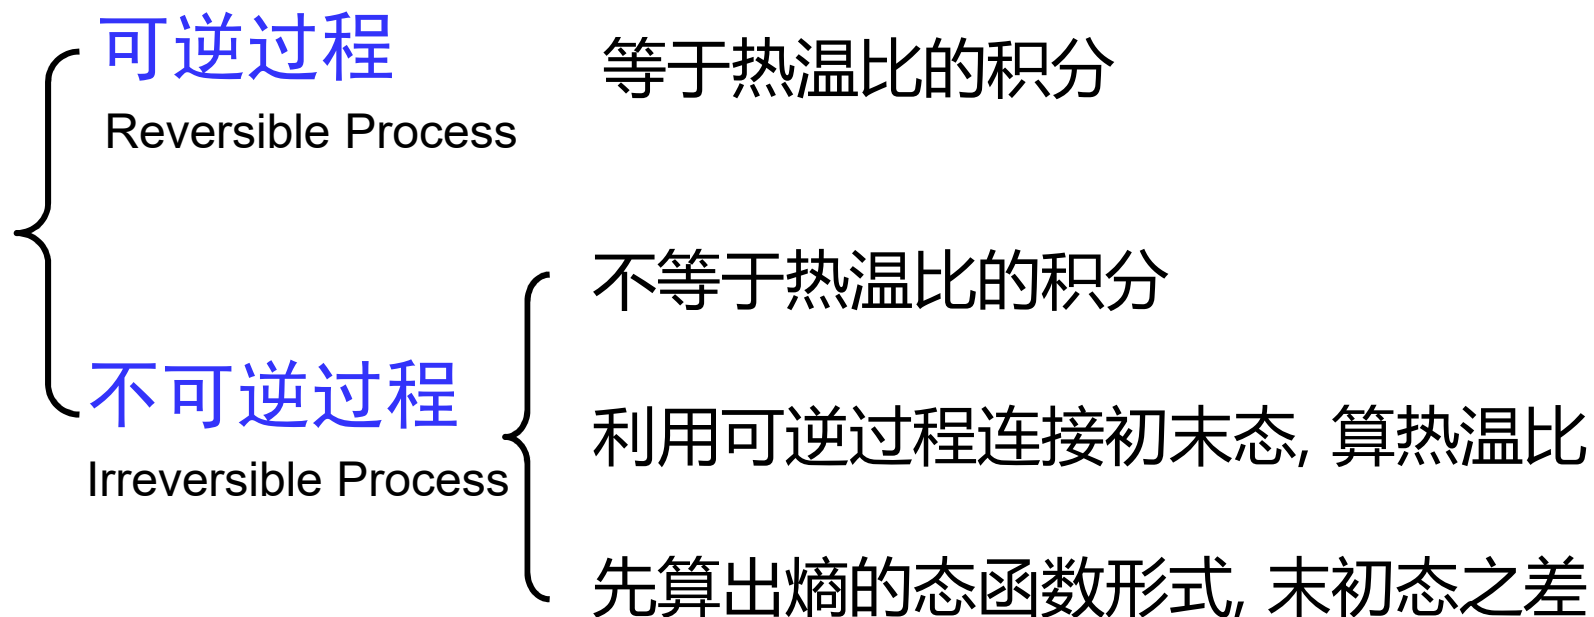 可逆过程
等于热温比的积分
Reversible Process
不等于热温比的积分
不可逆过程
利用可逆过程连接初末态, 算热温比
Irreversible Process
先算出熵的态函数形式, 末初态之差